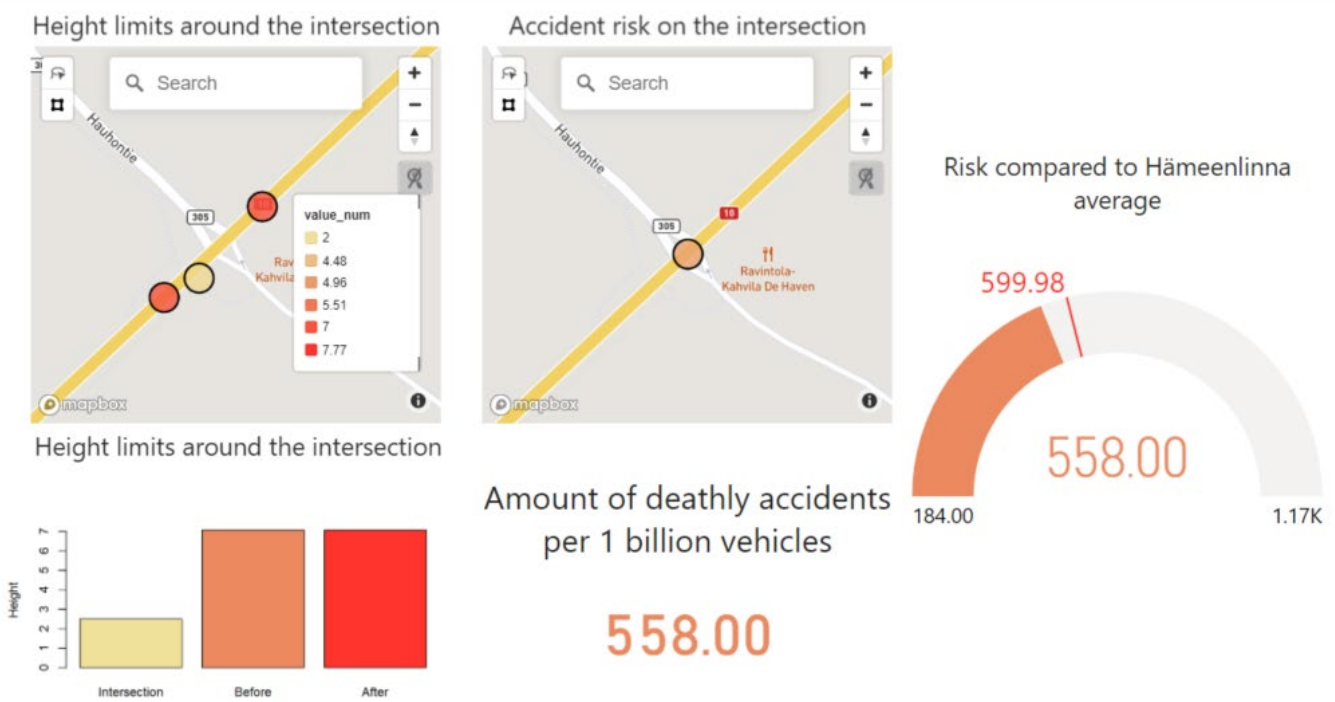 Height limits around the intersection
Search
Hauhontie
305
value_num
2
4.48
4.96
5.51
7
7.77
Rav
Kahvila
mapbox
Accident risk on the intersection
Search
Hauhontie
305
10
Ravintola-
Kahvila De Haven
mapbox
Risk compared to Hämeenlinna
average
599.98
558.00
184.00
1.17K
Height limits around the intersection
Height
7
6
5
4
3
2
1
0
Intersection
Before
After
Amount of deathly accidents
per 1 billion vehicles
558.00